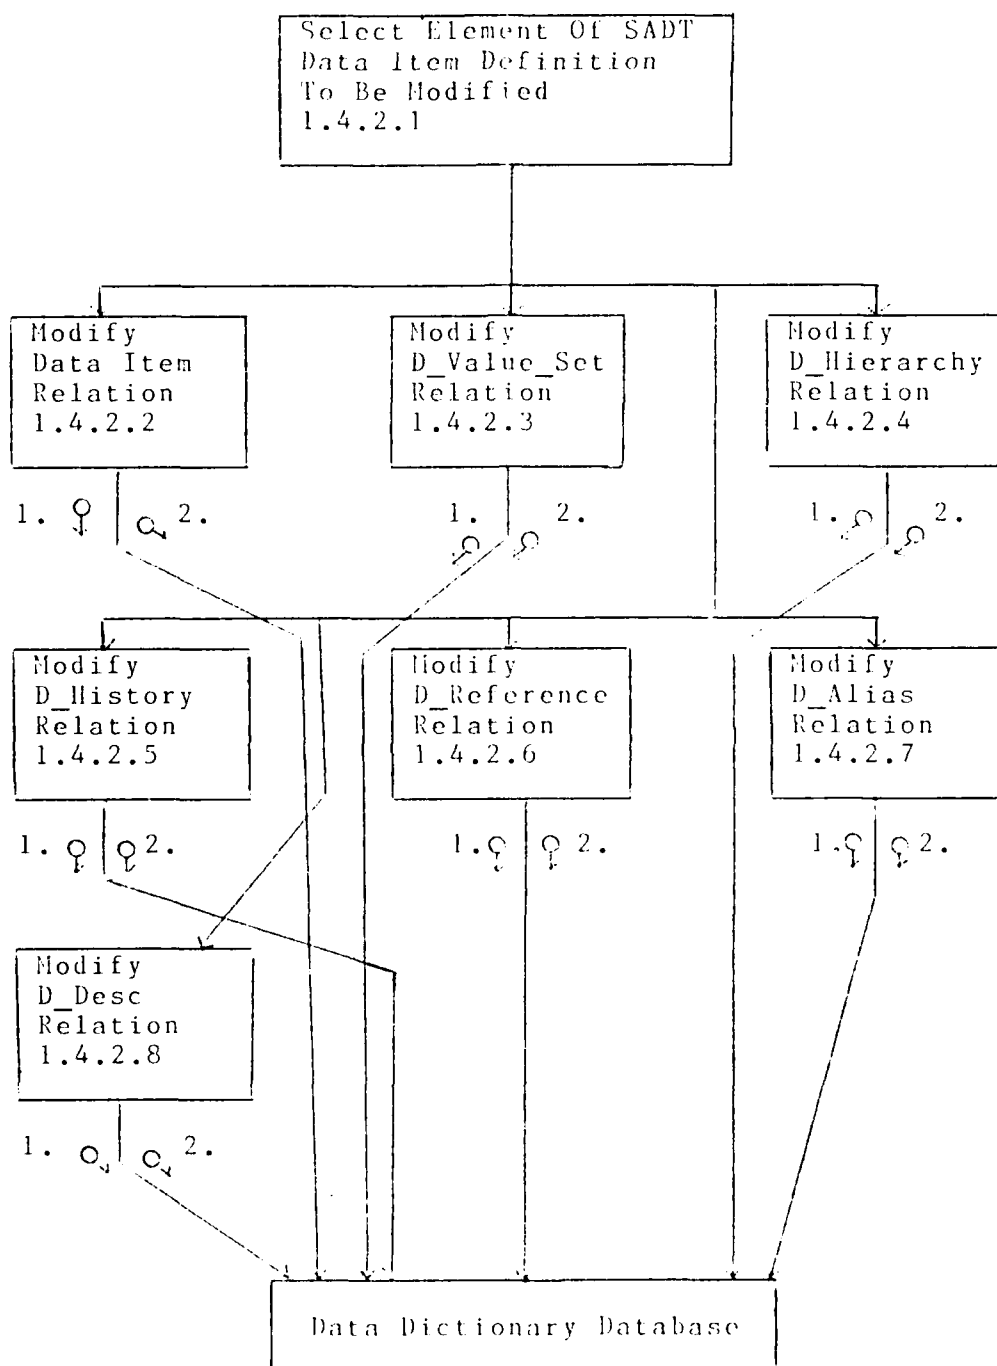 Select Element Of SADT
Data Item Definition
To Be Modified
1.4.2.1
Modify
Data Item
Relation
1.4.2.2
Modify
D_Value_Set
Relation
1.4.2.3
Modify
D_Hierarchy
Relation
1.4.2.4
1. 2.
1. 2.
1. 2.
Modify
D_History
Relation
1.4.2.5
Modify
D_Reference
Relation
1.4.2.6
Modify
D_Alias
Relation
1.4.2.7
1. 2.
1. 2.
1. 2.
Modify
D_Desc
Relation
1.4.2.8
1. 2.
Data Dictionary Database